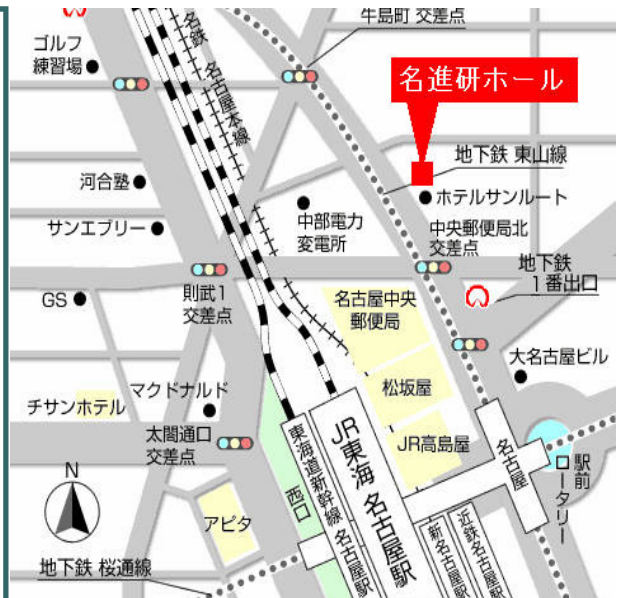 牛島町 交差点
ゴルフ
練習場
名鉄 名古屋本線
名進研ホール
地下鉄 東山線
河合塾
ホテルサンルート
サンエブリー
中部電力
変電所
中央郵便局北
交差点
地下鉄
1番出口
則武1
交差点
GS
名古屋中央
郵便局
大名古屋ビル
松坂屋
マクドナルド
チサンホテル
太閤通口
交差点
JR高島屋
名古屋
駅前
ロータリー
JR東海 名古屋駅
東海道新幹線 名古屋駅
西口
N
アピタ
新名古屋駅
近鉄名古屋駅
地下鉄 桜通線